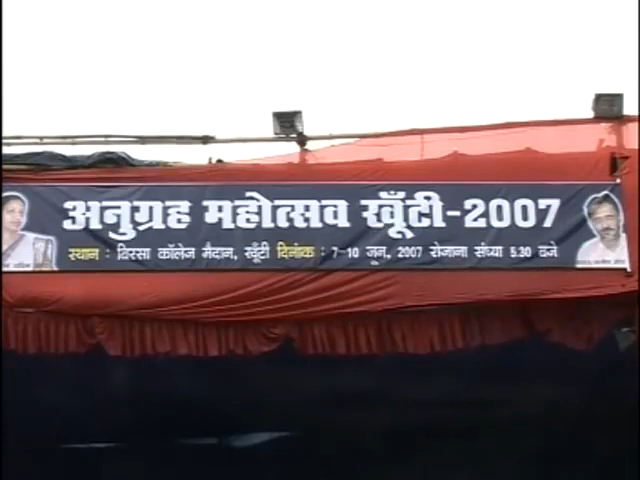 अनुग्रह महोत्सव खूँटी-2007
स्थान : बिरसा कॉलेज मैदान, खूँटी दिनांक : 7-10 जून, 2007 रोजाना संध्या 5.30 बजे